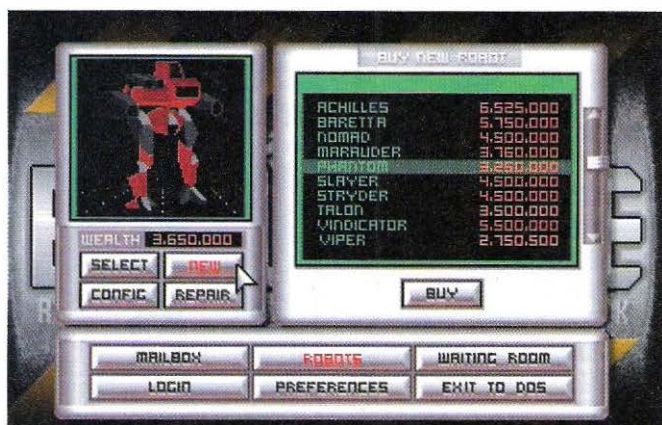 BUY NEW ROBOT
ACHILLES 6,525,000
BARETTA 5,750,000
NOMAD 4,500,000
MARAUDER 3,750,000
PHANTOM 3,250,000
SLAYER 4,500,000
STRYDER 4,500,000
TALON 3,500,000
VINDICATOR 5,500,000
VIPER 2,750,500
WEALTH 3,650,000
SELECT NEW
CONFIG REPAIR
BUY
MAILBOX ROBOTS WAITING ROOM
LOGIN PREFERENCES EXIT TO DOS